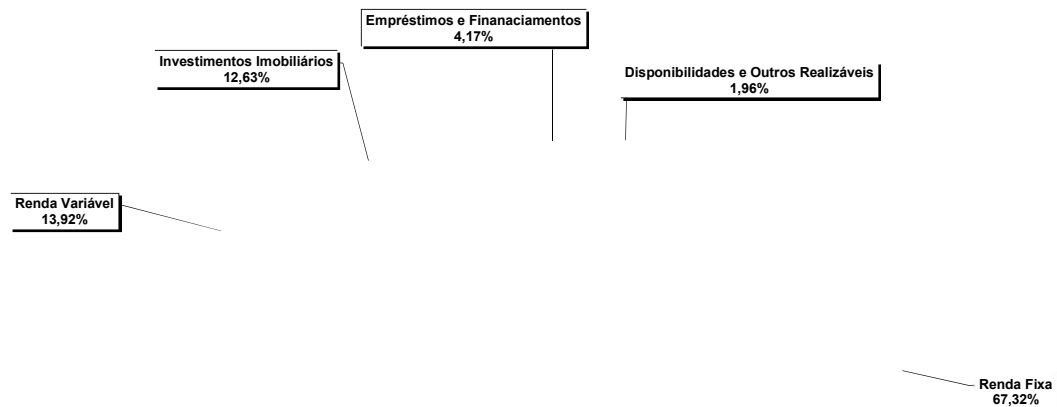 Empréstimos e Finanaciamentos
4,17%
Investimentos Imobiliários
12,63%
Disponibilidades e Outros Realizáveis
1,96%
Renda Variável
13,92%
Renda Fixa
67,32%